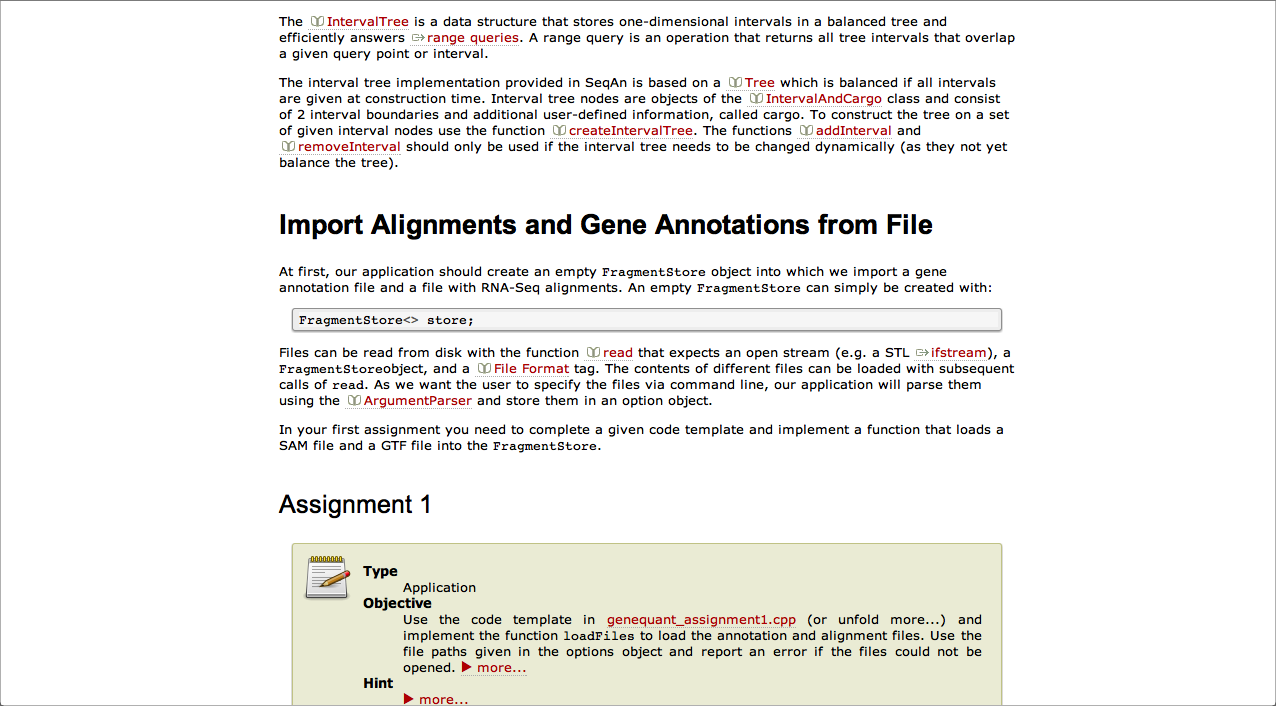 The IntervalTree is a data structure that stores one-dimensional intervals in a balanced tree and
efficiently answers range queries. A range query is an operation that returns all tree intervals that overlap
a given query point or interval.
The interval tree implementation provided in SeqAn is based on a Tree which is balanced if all intervals
are given at construction time. Interval tree nodes are objects of the IntervalAndCargo class and consist
of 2 interval boundaries and additional user-defined information, called cargo. To construct the tree on a set
of given interval nodes use the function createIntervalTree. The functions addInterval and
removeInterval should only be used if the interval tree needs to be changed dynamically (as they not yet
balance the tree).
Import Alignments and Gene Annotations from File
At first, our application should create an empty FragmentStore object into which we import a gene
annotation file and a file with RNA-Seq alignments. An empty FragmentStore can simply be created with:
FragmentStore<> store;
Files can be read from disk with the function read that expects an open stream (e.g. a STL ifstream), a
FragmentStoreobject, and a File Format tag. The contents of different files can be loaded with subsequent
calls of read. As we want the user to specify the files via command line, our application will parse them
using the ArgumentParser and store them in an option object.
In your first assignment you need to complete a given code template and implement a function that loads a
SAM file and a GTF file into the FragmentStore.
Assignment 1
Type
Application
Objective
Use the code template in genequant_assignment1.cpp (or unfold more...) and
implement the function loadFiles to load the annotation and alignment files. Use the
file paths given in the options object and report an error if the files could not be
opened. more...
Hint
more...